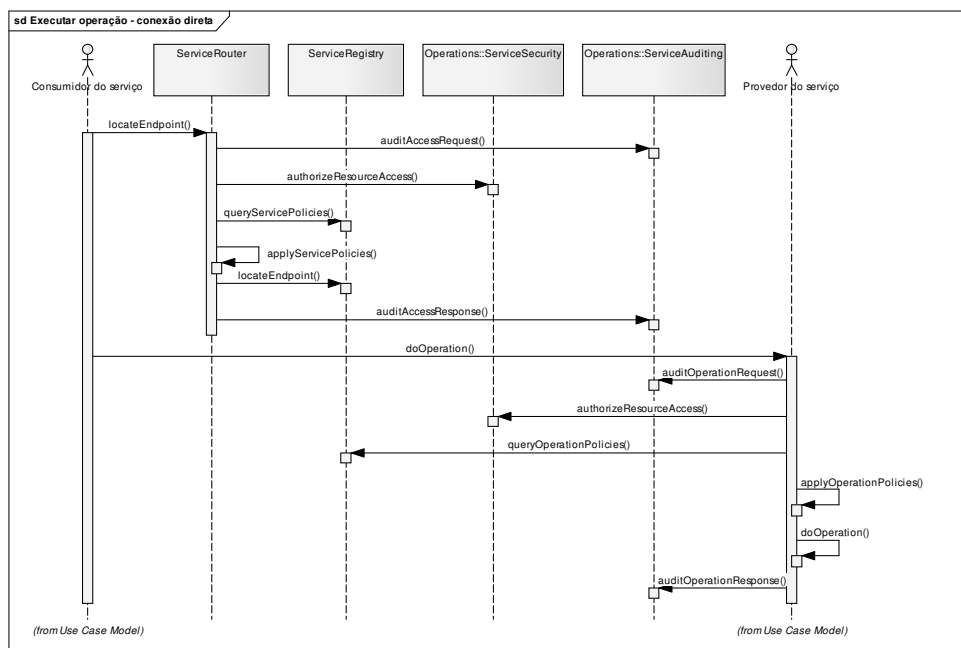 sd Executar operação - conexão direta
Consumidor do serviço
ServiceRouter
ServiceRegistry
Operations::ServiceSecurity
Operations::ServiceAuditing
Provedor do serviço
locateEndpoint()
auditAccessRequest()
authorizeResourceAccess()
queryServicePolicies()
applyServicePolicies()
locateEndpoint()
auditAccessResponse()
doOperation()
auditOperationRequest()
authorizeResourceAccess()
queryOperationPolicies()
applyOperationPolicies()
doOperation()
auditOperationResponse()
(from Use Case Model)
(from Use Case Model)